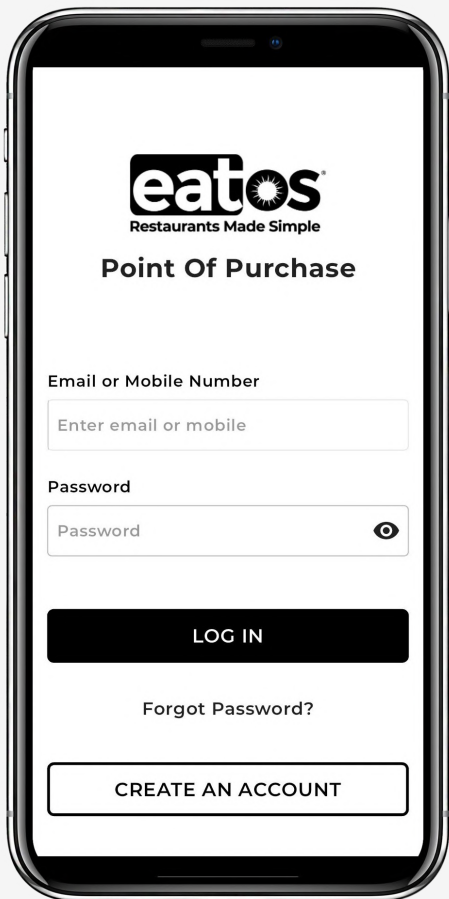 eatos®
Restaurants Made Simple
Point Of Purchase
Email or Mobile Number
Enter email or mobile
Password
Password
LOG IN
Forgot Password?
CREATE AN ACCOUNT